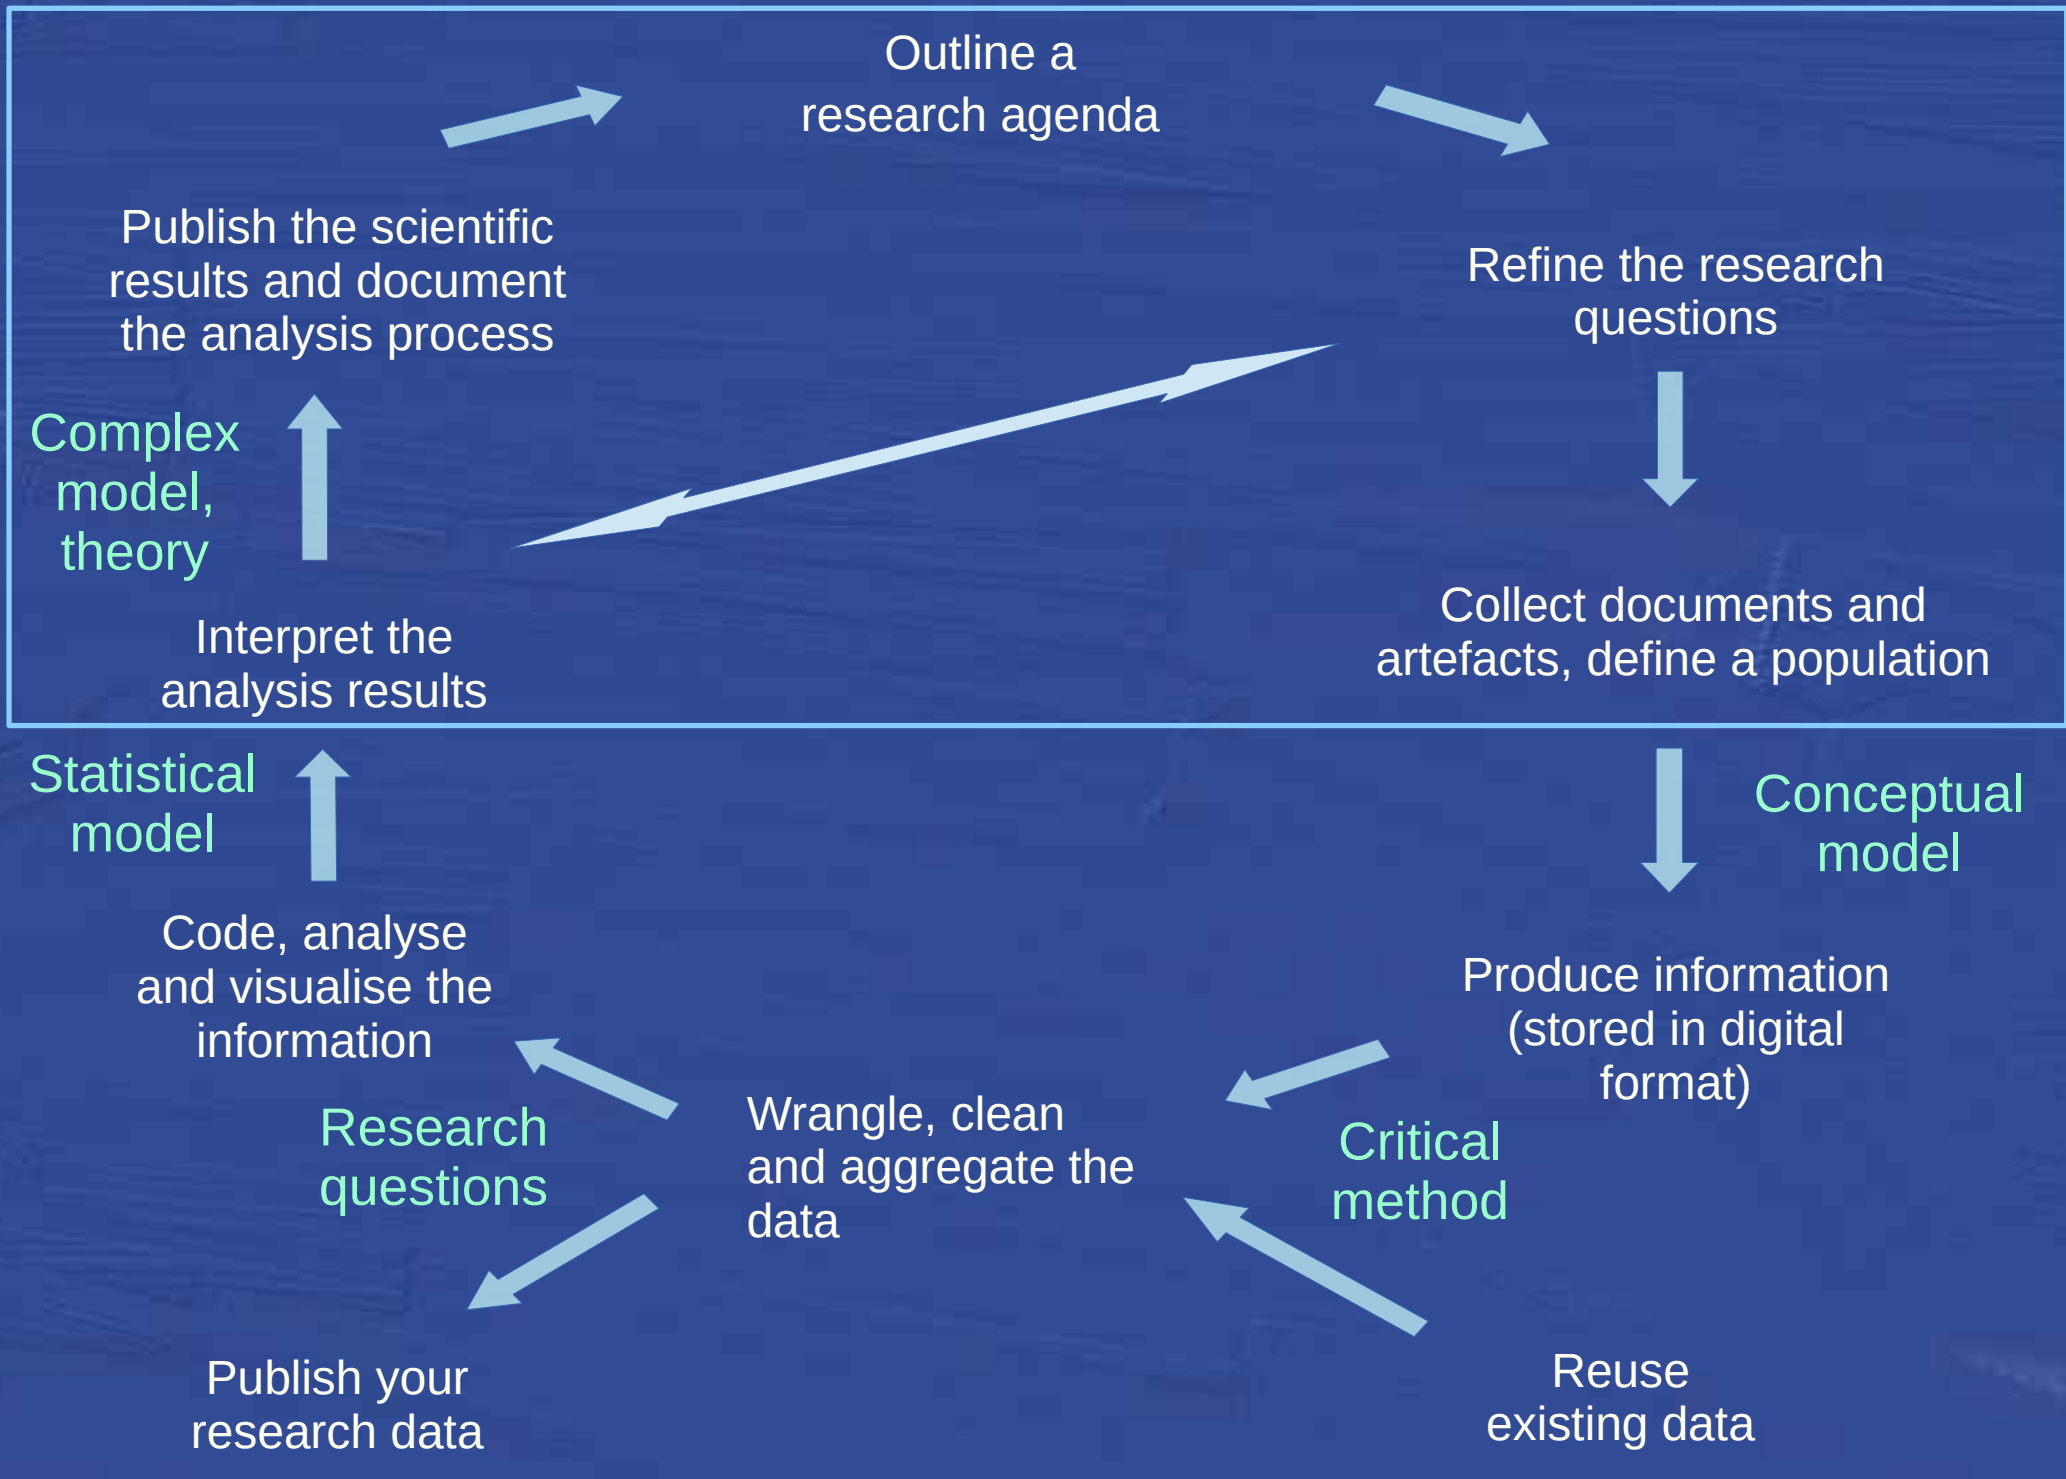 Outline a
research agenda
Publish the scientific
results and document
the analysis process
Refine the research
questions
Complex
model,
theory
Interpret the
analysis results
Collect documents and
artefacts, define a population
Statistical
model
Conceptual
model
Code, analyse
and visualise the
information
Produce information
(stored in digital
format)
Research
questions
Wrangle, clean
and aggregate the
data
Critical
method
Publish your
research data
Reuse
existing data